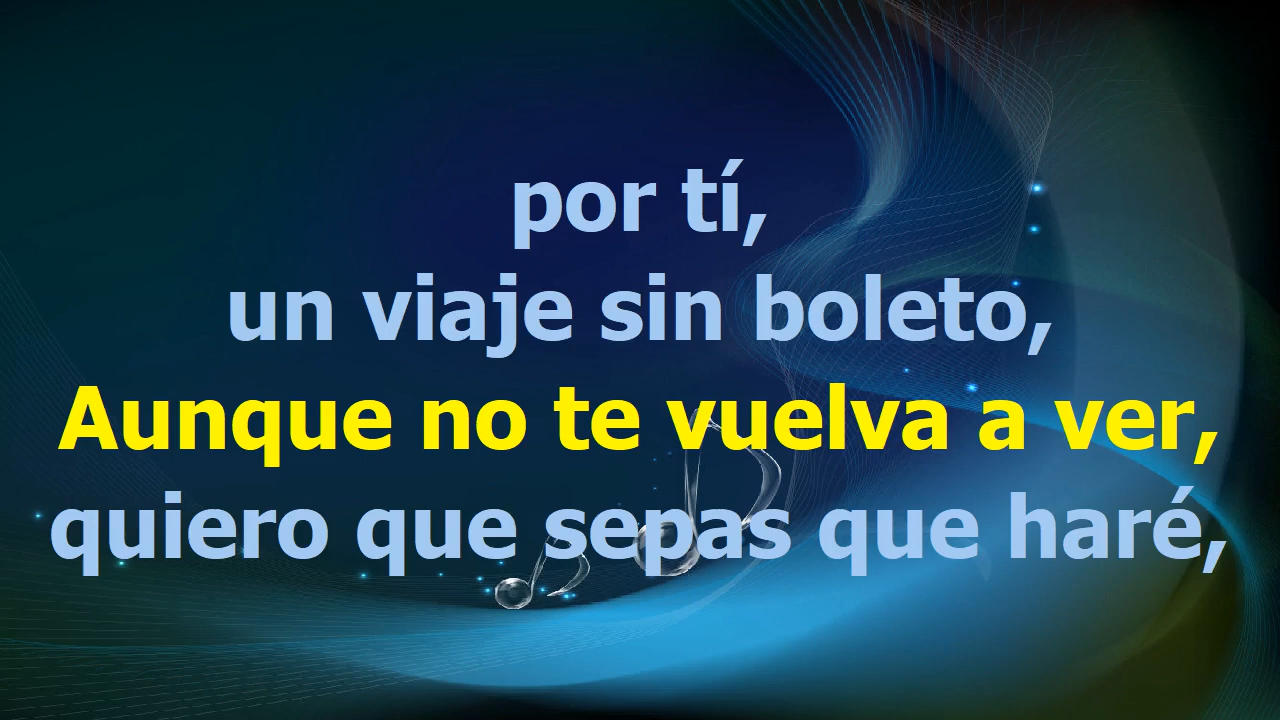 por tí,
un viaje sin boleto,
Aunque no te vuelva a ver,
quiero que sepas que haré,